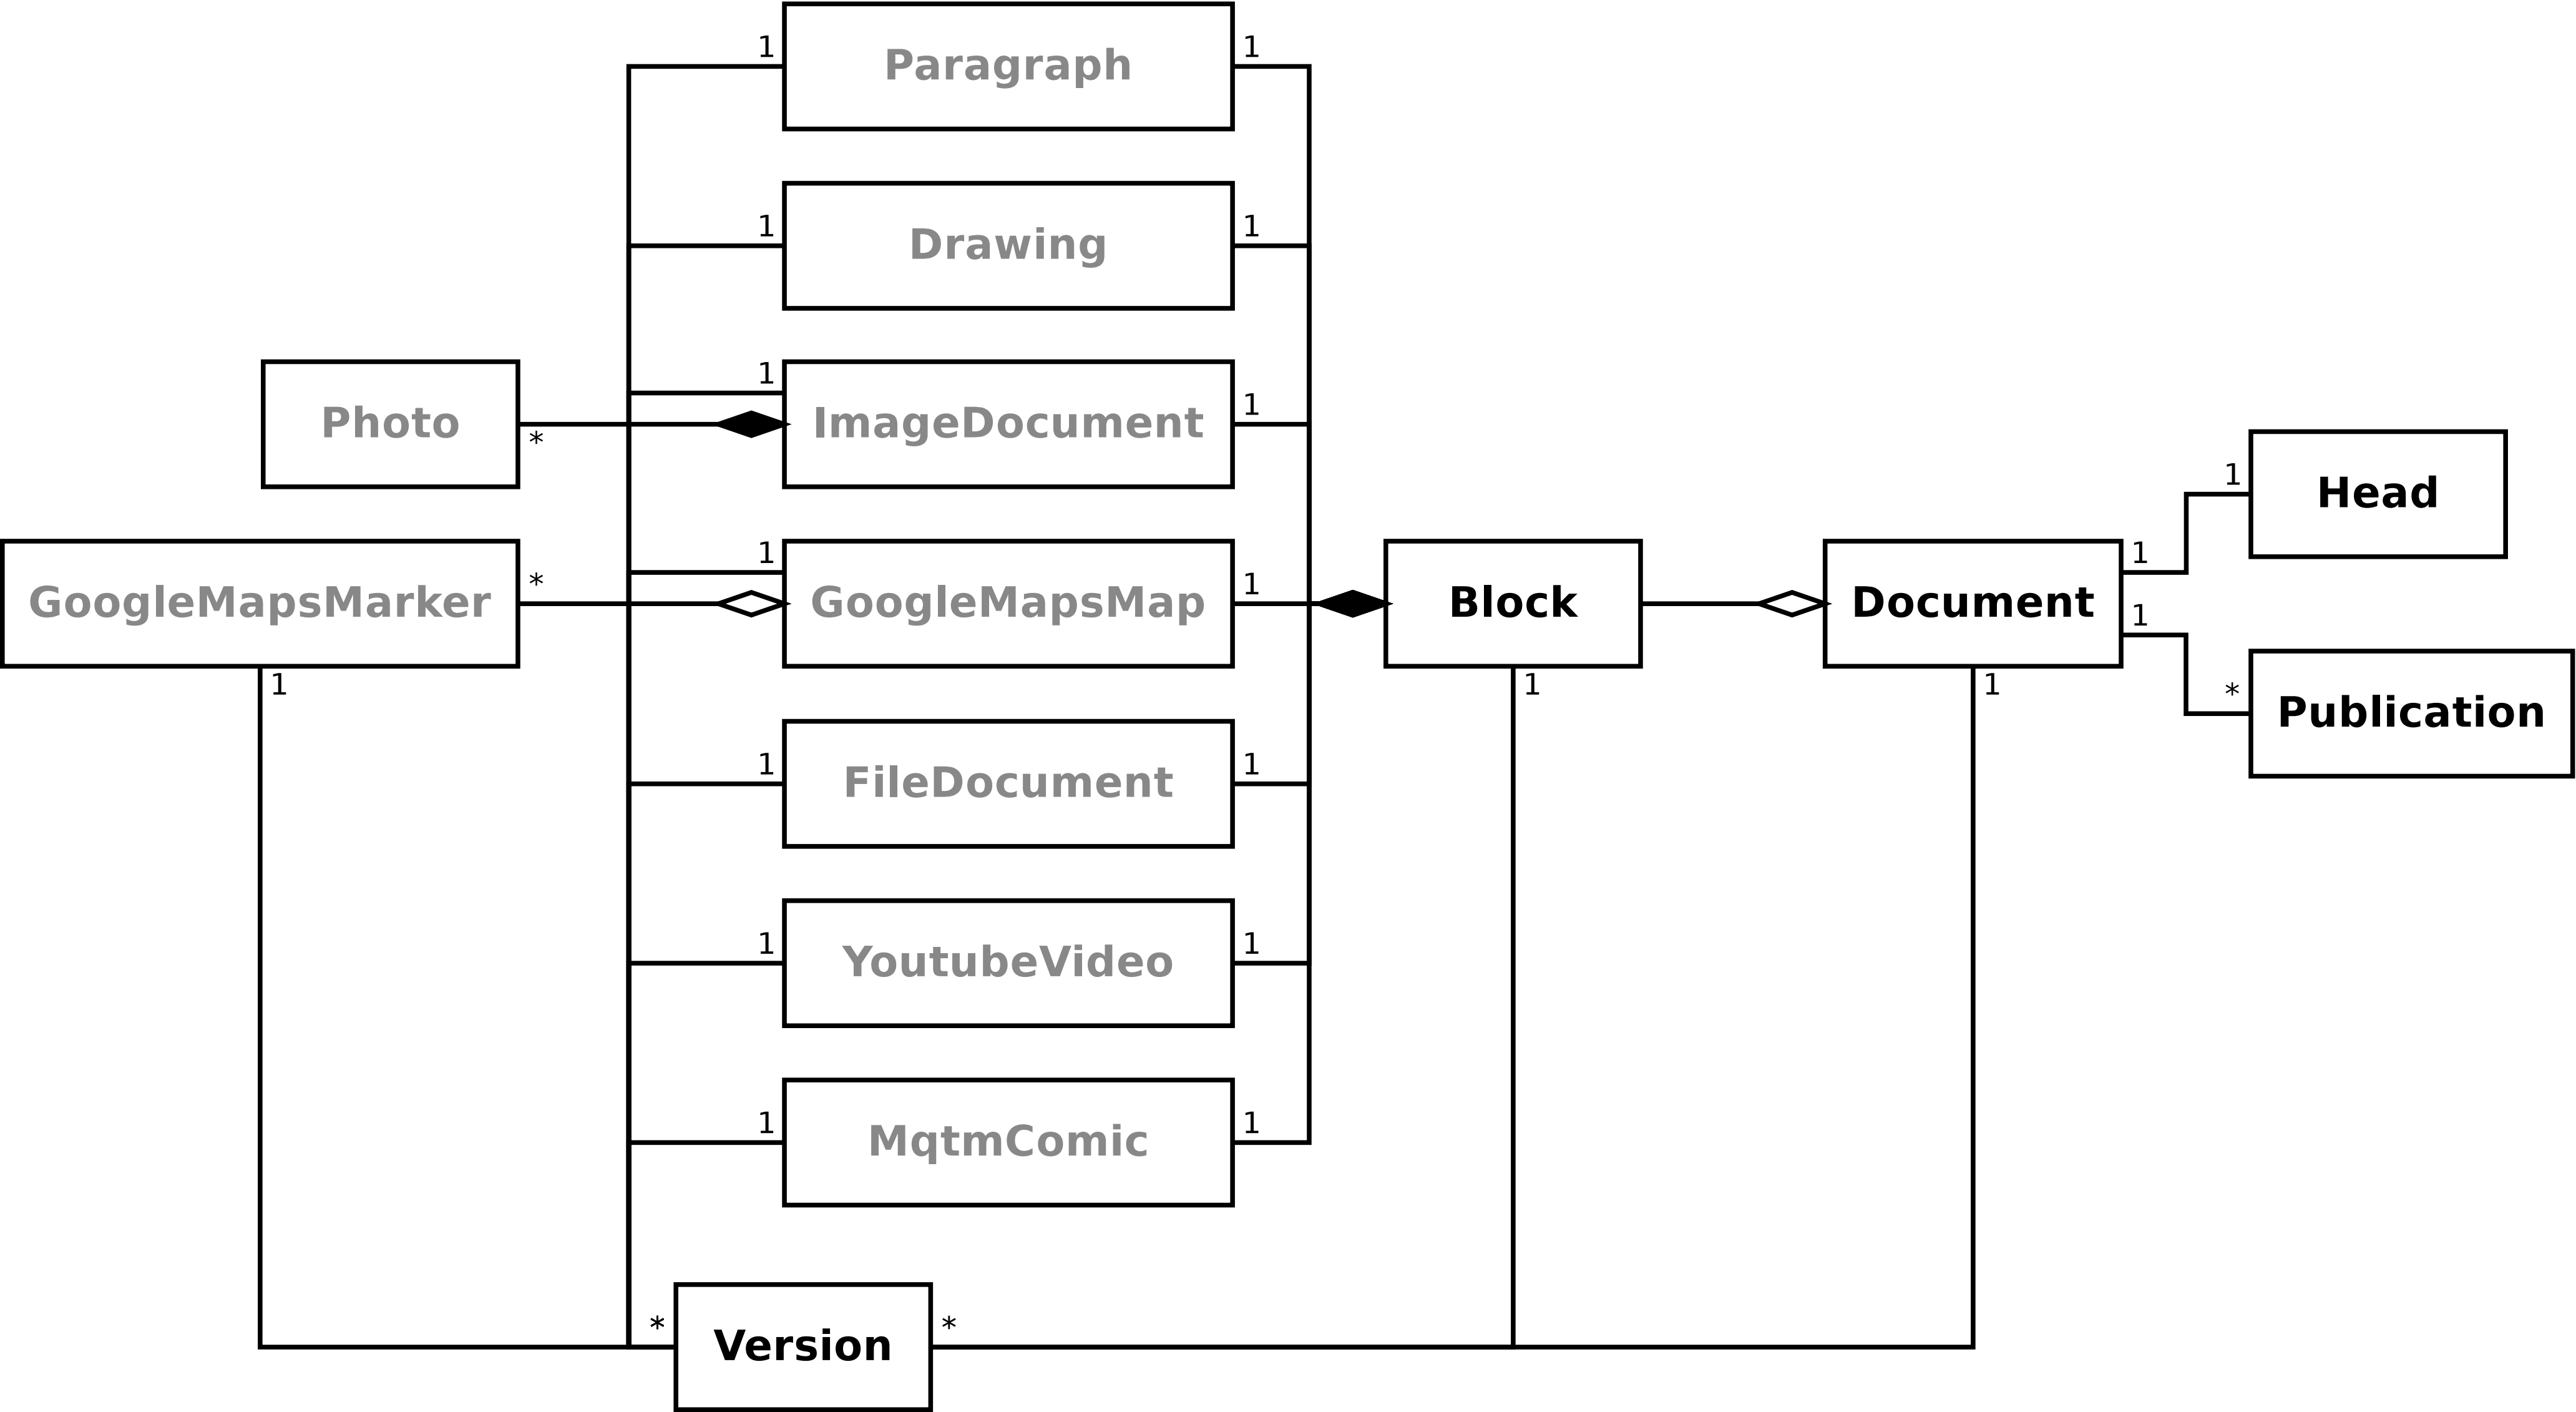 1
Paragraph
1
1
Drawing
1
1
Photo
*
ImageDocument
1
1
GoogleMapsMarker
*
1
GoogleMapsMap
1
Block
1
Document
1
1
1
1
Head
*
Publication
1
FileDocument
1
1
YoutubeVideo
1
1
MqtmComic
1
*
Version
*